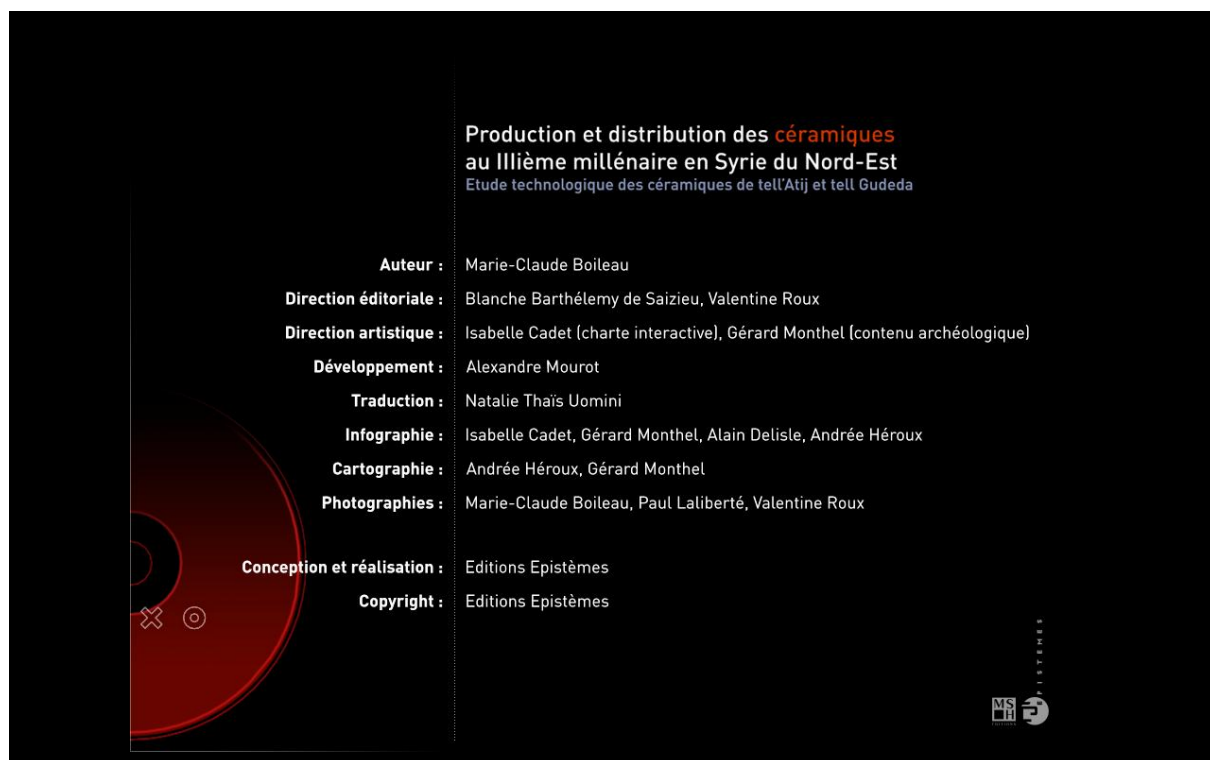 Production et distribution des céramiques
au IIIième millénaire en Syrie du Nord-Est
Etude technologique des céramiques de tell'Atij et tell Gudeda
Auteur : Marie-Claude Boileau
Direction éditoriale : Blanche Barthélemy de Saizieu, Valentine Roux
Direction artistique : Isabelle Cadet (charte interactive), Gérard Monthel (contenu archéologique)
Développement : Alexandre Mourot
Traduction : Natalie Thaïs Uomini
Infographie : Isabelle Cadet, Gérard Monthel, Alain Delisle, Andrée Héroux
Cartographie : Andrée Héroux, Gérard Monthel
Photographies : Marie-Claude Boileau, Paul Laliberté, Valentine Roux
Conception et réalisation : Editions Epistèmes
Copyright : Editions Epistèmes
PISTEMES
MSH